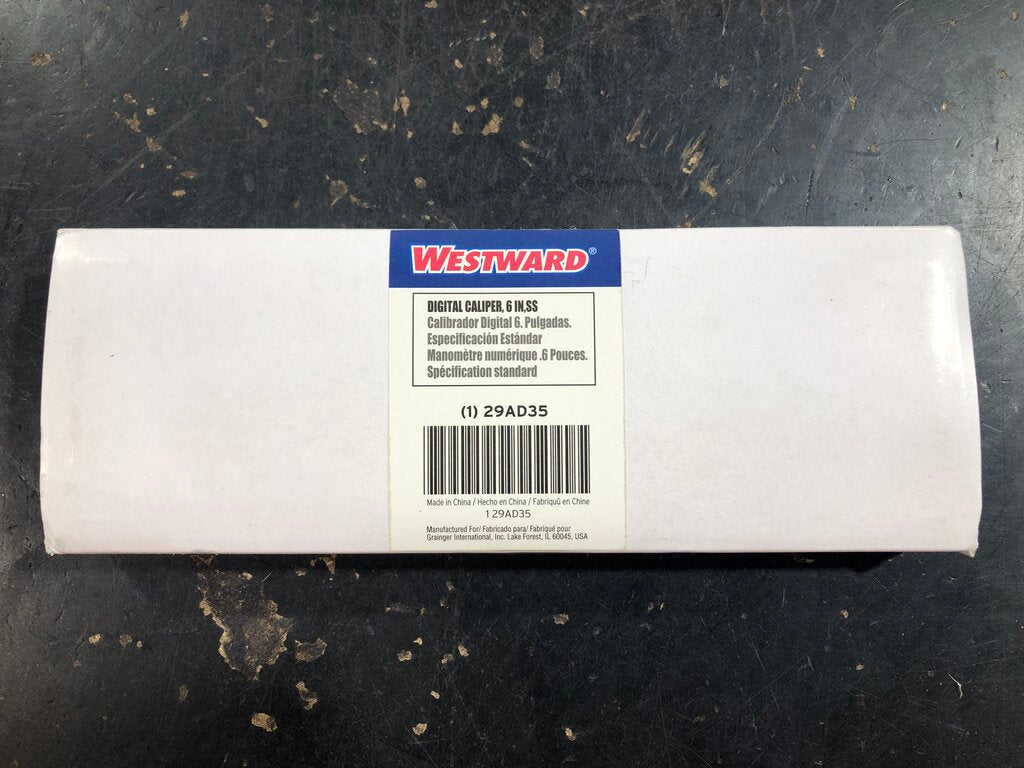 WESTWARD®
DIGITAL CALIPER, 6 IN,SS
Calibrador Digital 6. Pulgadas.
Especificación Estándar
Manomètre numérique .6 Pouces.
Spécification standard
(1) 29AD35
Made in China / Hecho en China / Fabriquü en Chine
129AD35
Manufactured For/ Fabricado para/ Fabriqué pour
Grainger International, Inc. Lake Forest, IL 60045, USA